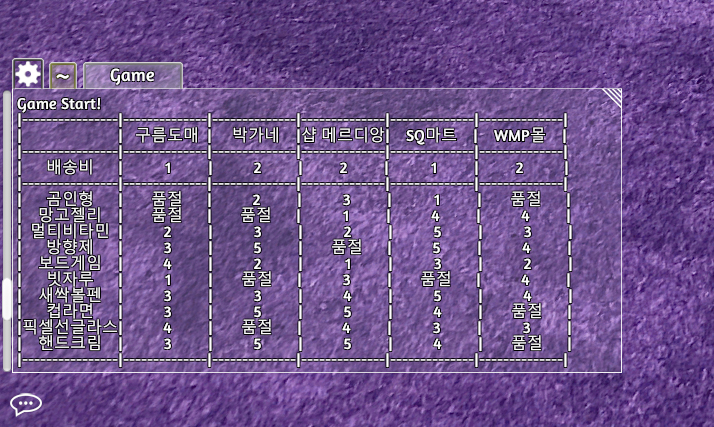 ~ Game
Game Start!
구름도매 박가네 샵 메르디앙 SQ마트 WMP몰
배송비 1 2 2 1 2
곰인형 품절 2 3 1 품절
망고젤리 품절 품절 1 4 4
멀티비타민 2 3 2 5 3
방향제 3 5 품절 5 4
보드게임 4 2 1 3 2
빗자루 1 품절 3 품절 4
새싹볼펜 3 3 4 5 4
컵라면 3 5 5 4 품절
픽셀선글라스 4 품절 4 3 3
핸드크림 3 5 5 4 품절